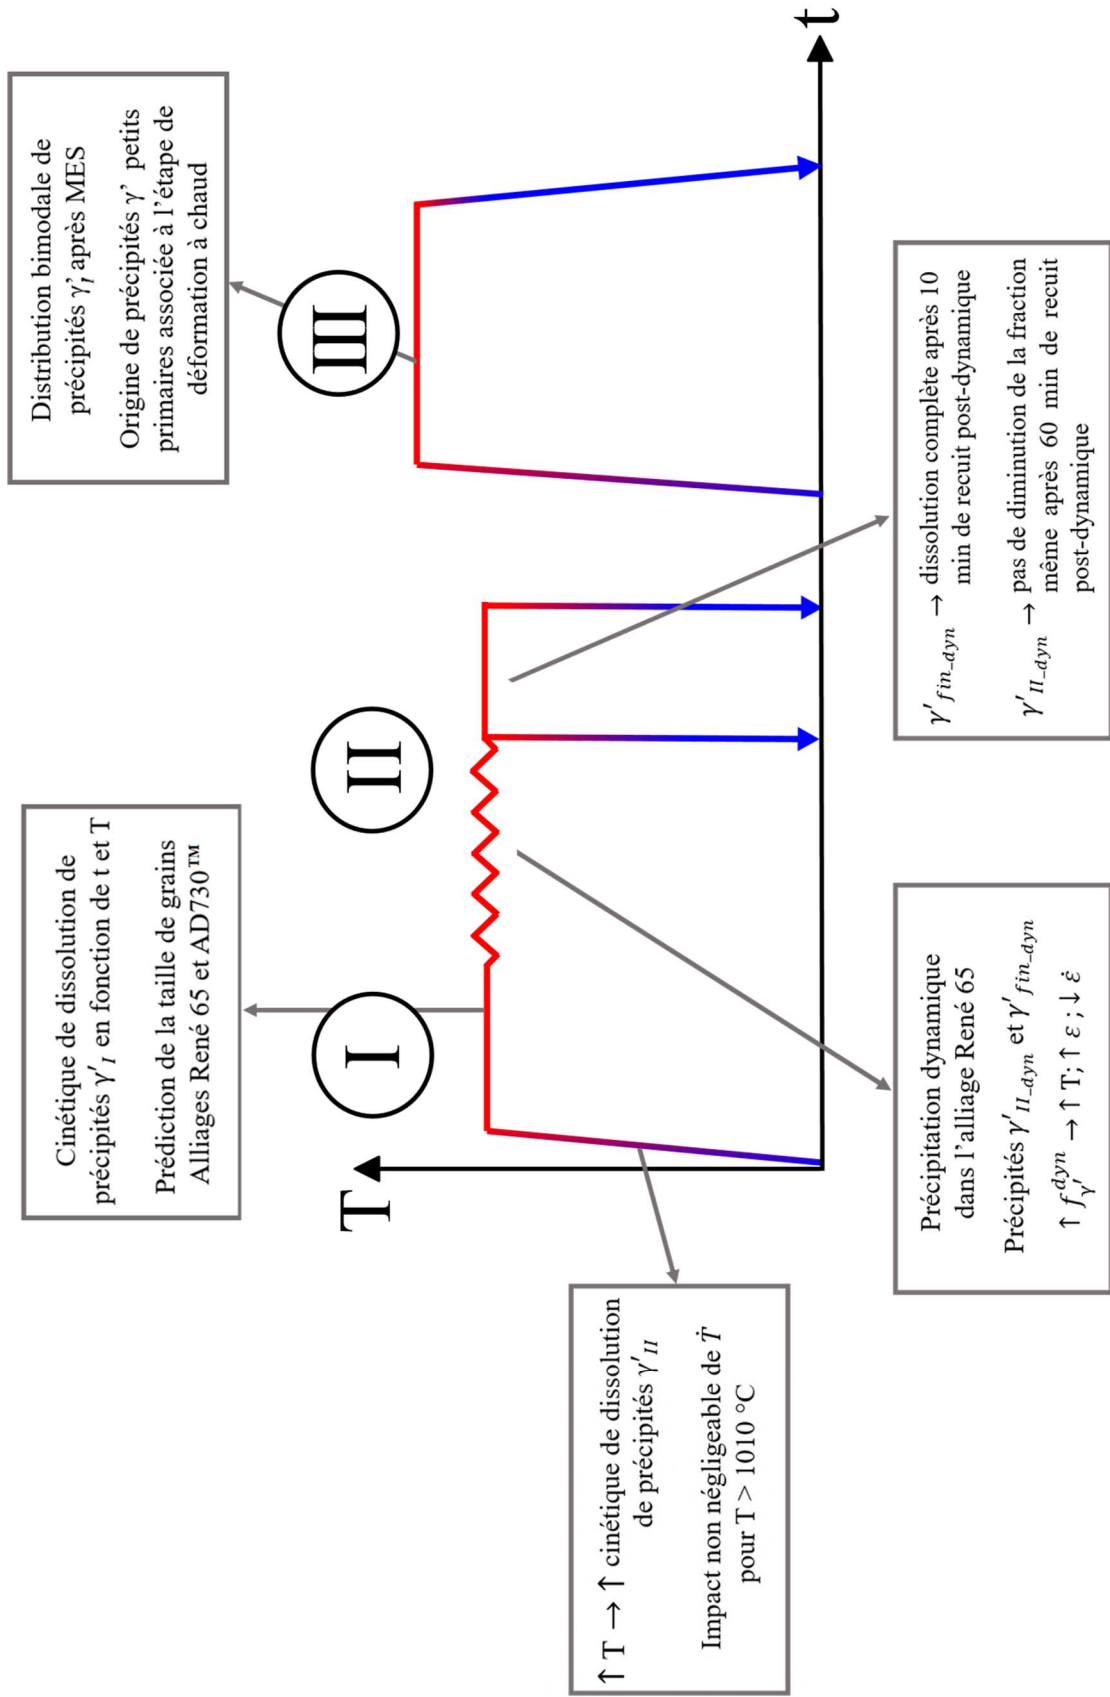 Cinétique de dissolution de
précipités γ′I en fonction de t et T
Prédiction de la taille de grains
Alliages René 65 et AD730™
Distribution bimodale de
précipités γ’I après MES
Origine de précipités γ’ petits
primaires associée à l’étape de
déformation à chaud
I
II
III
T
t
↑ T → ↑ cinétique de dissolution
de précipités γ′II
Impact non négligeable de Ṫ
pour T > 1010 °C
Précipitation dynamique
dans l’alliage René 65
Précipités γ′II_dyn et γ′fin_dyn
↑ fγ′^dyn → ↑ T; ↑ ε ; ↓ ε̇
γ′fin_dyn → dissolution complète après 10
min de recuit post-dynamique
γ′II_dyn → pas de diminution de la fraction
même après 60 min de recuit
post-dynamique